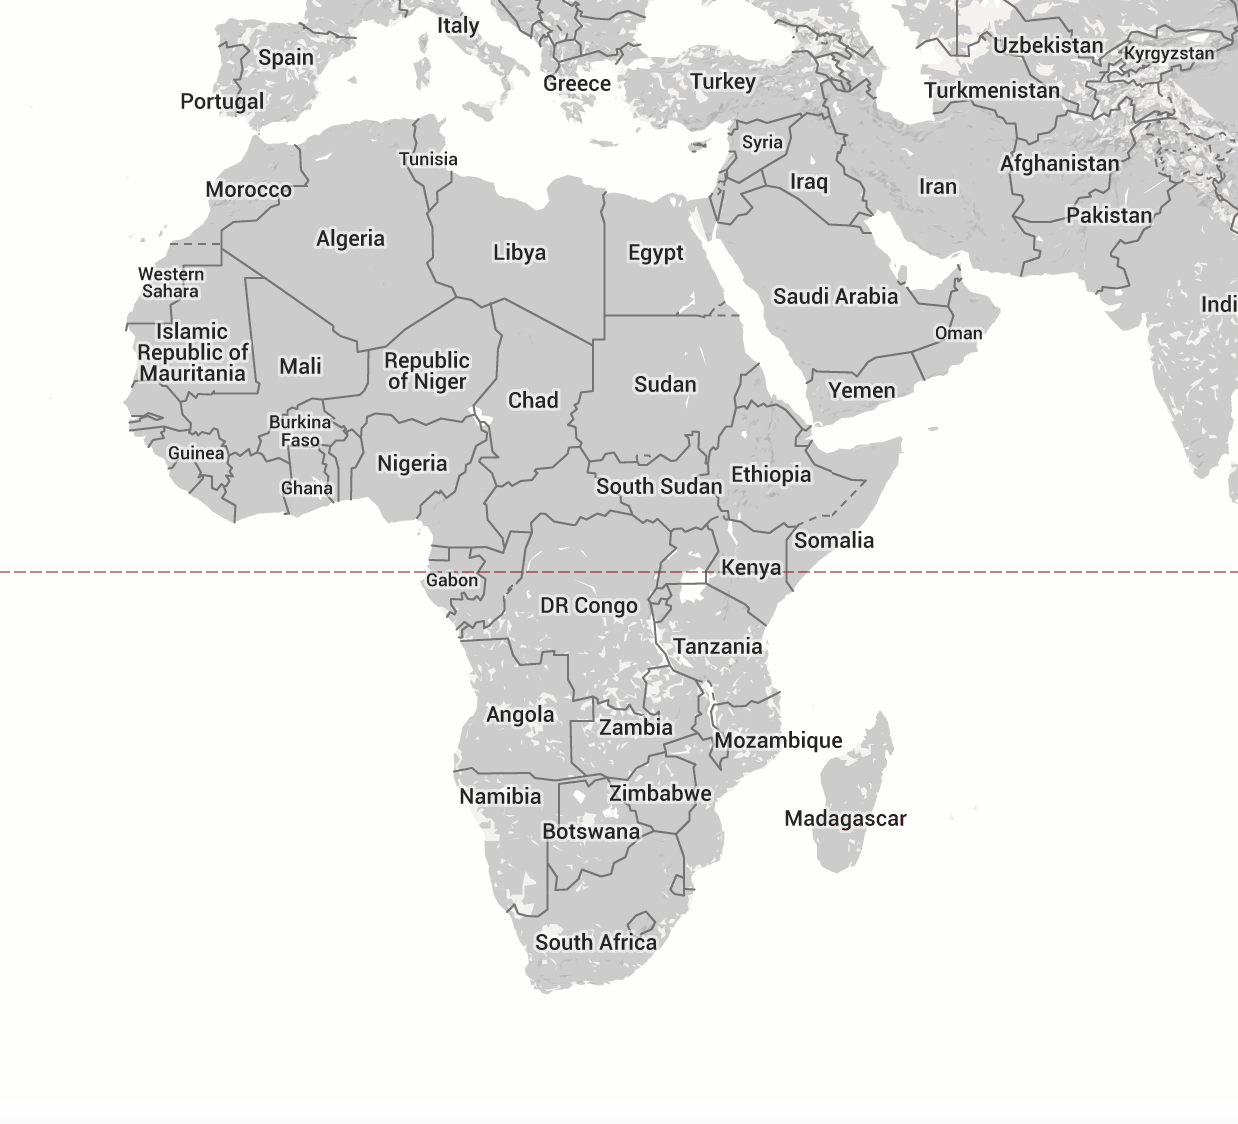 Italy
Spain
Portugal
Greece
Turkey
Uzbekistan
Kyrgyzstan
Turkmenistan
Tunisia
Syria
Afghanistan
Morocco
Iraq
Iran
Pakistan
Algeria
Libya
Egypt
Western
Sahara
Saudi Arabia
Indi
Islamic
Republic of
Mauritania
Oman
Mali
Republic
of Niger
Chad
Sudan
Yemen
Burkina
Faso
Guinea
Nigeria
Ghana
South Sudan
Ethiopia
Somalia
Gabon
Kenya
DR Congo
Tanzania
Angola
Zambia
Mozambique
Namibia
Zimbabwe
Botswana
Madagascar
South Africa